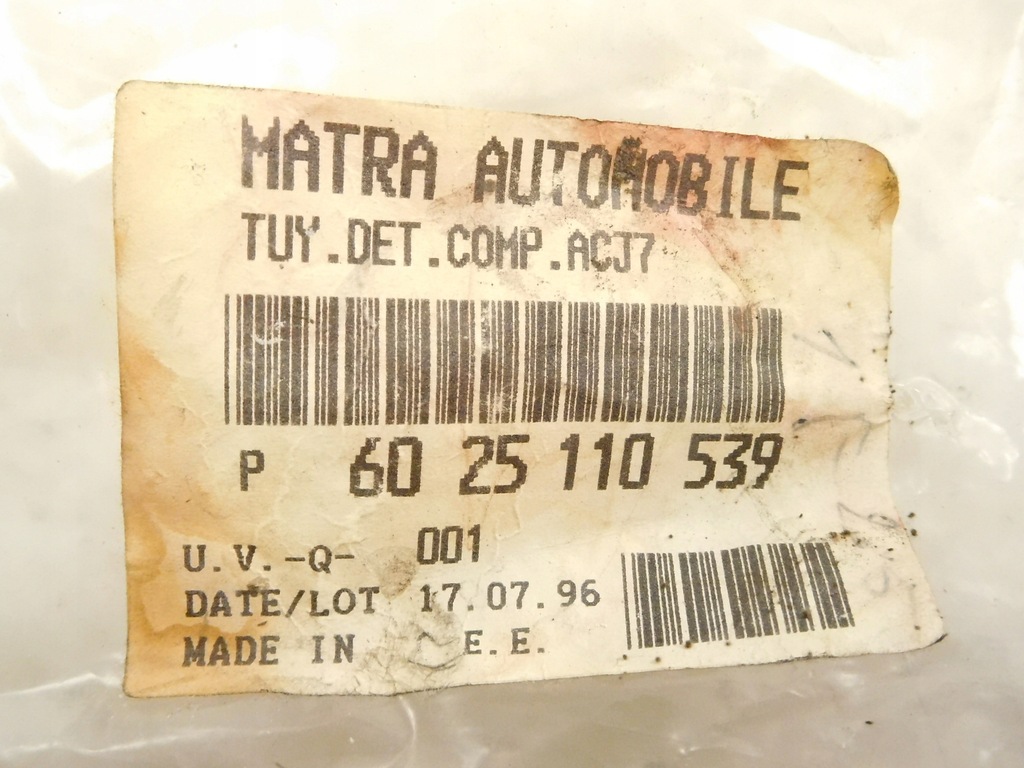 MATRA AUTOMOBILE
TUY.DET.COMP.ACJ7
P 60 25 110 539
U.V.-Q- 001
DATE/LOT 17.07.96
MADE IN E.E.